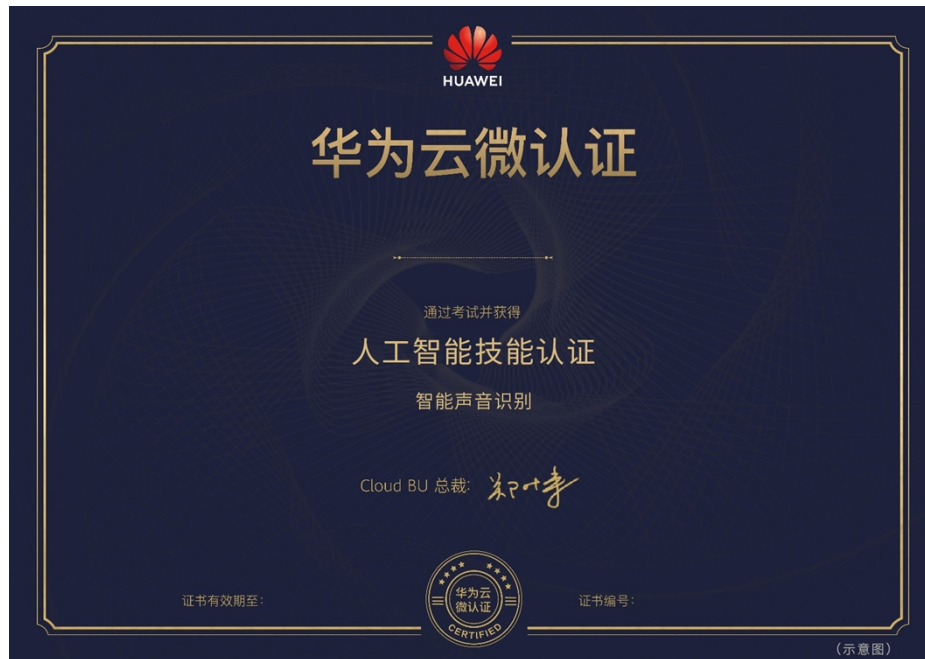 HUAWEI
华为云微认证
通过考试并获得
人工智能技能认证
智能声音识别
Cloud BU 总裁:
证书有效期至:
华为云
微认证
CERTIFIED
证书编号:
(示意图)